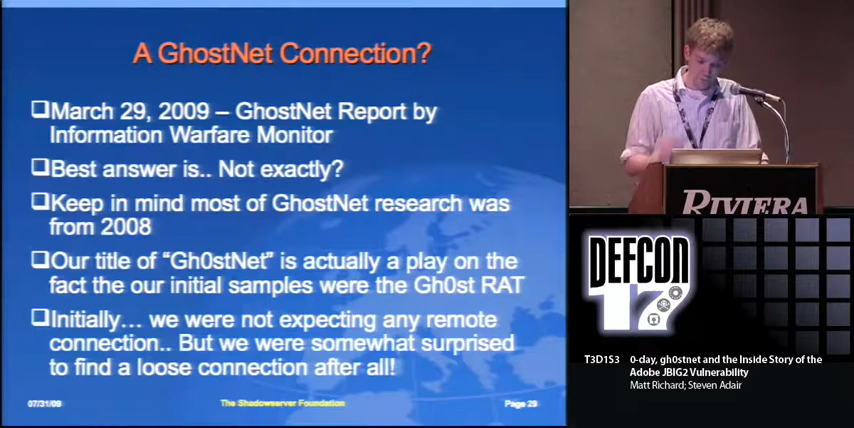 A GhostNet Connection?
March 29, 2009 – GhostNet Report by
Information Warfare Monitor
Best answer is.. Not exactly?
Keep in mind most of GhostNet research was
from 2008
Our title of “Gh0stNet” is actually a play on the
fact the our initial samples were the Gh0st RAT
Initially… we were not expecting any remote
connection.. But we were somewhat surprised
to find a loose connection after all!
07/31/09 The Shadowserver Foundation Page 29
RIVIERA
DEFCON
17
T3D1S3 0-day, gh0stnet and the Inside Story of the
Adobe JBIG2 Vulnerability
Matt Richard; Steven Adair